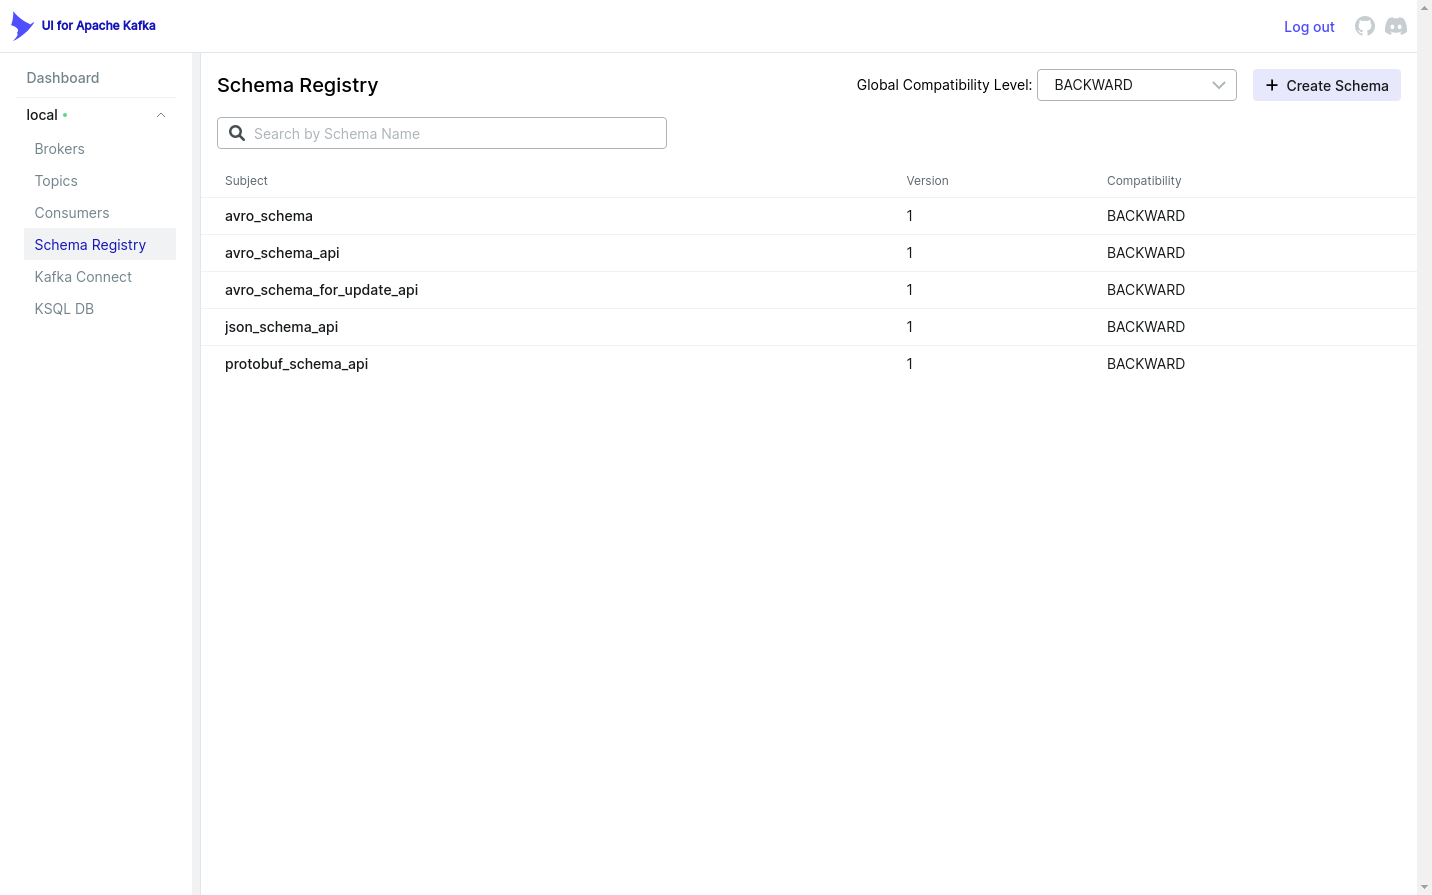 UI for Apache Kafka
Log out
Dashboard
local
Brokers
Topics
Consumers
Schema Registry
Kafka Connect
KSQL DB
Schema Registry
Global Compatibility Level: BACKWARD
Create Schema
Search by Schema Name
Subject Version Compatibility
avro_schema 1 BACKWARD
avro_schema_api 1 BACKWARD
avro_schema_for_update_api 1 BACKWARD
json_schema_api 1 BACKWARD
protobuf_schema_api 1 BACKWARD